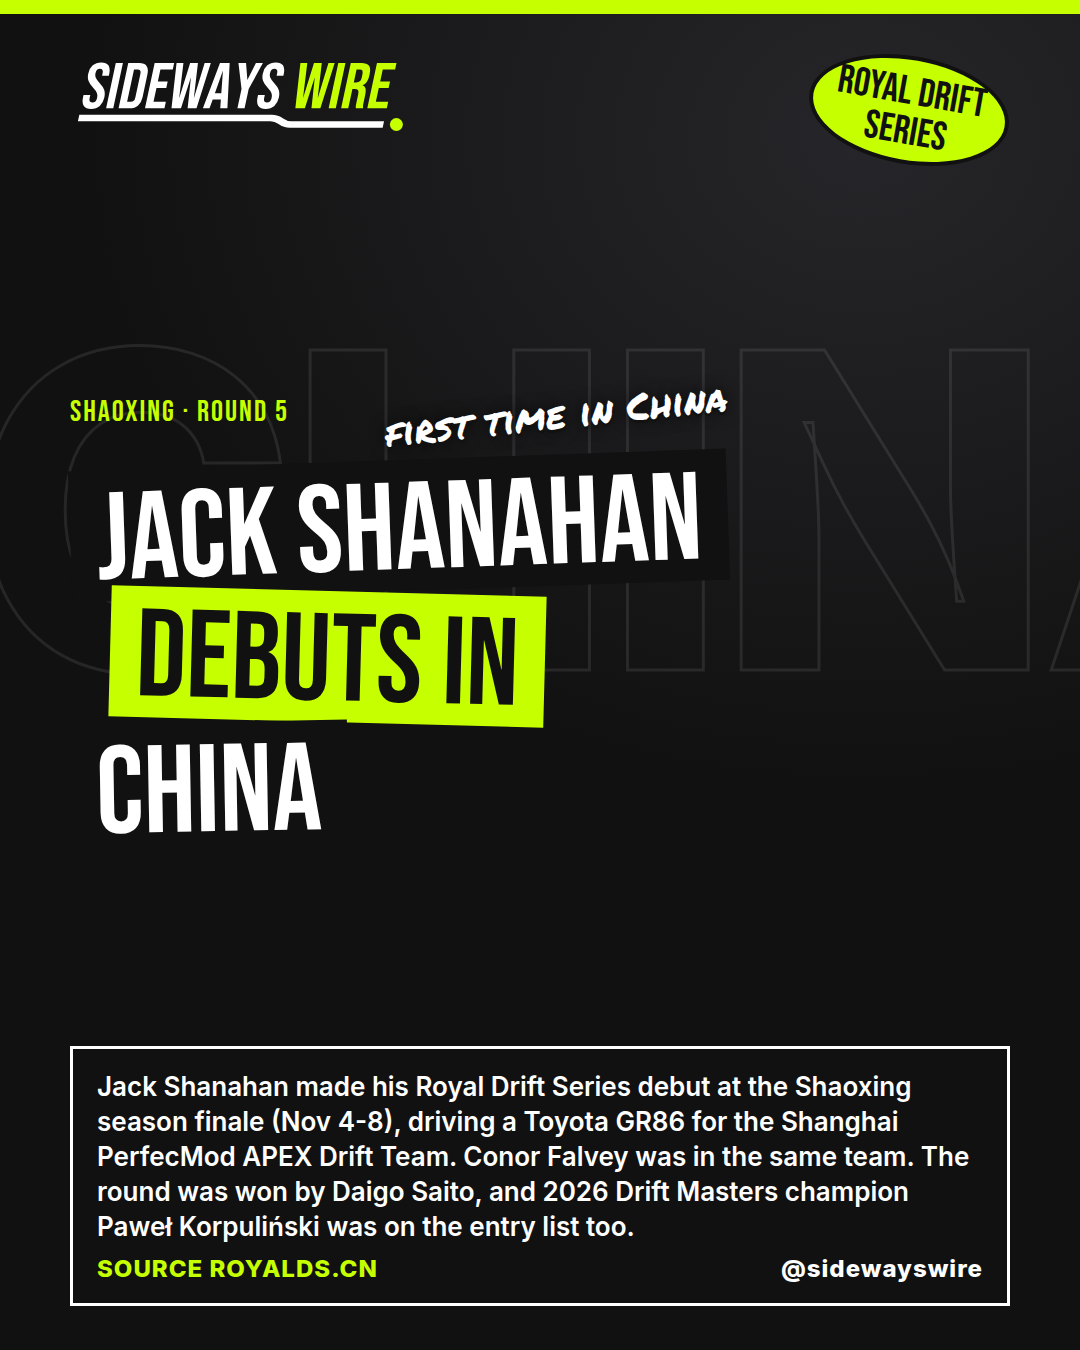 SIDEWAYS WIRE
ROYAL DRIFT
SERIES
CHINA
SHAOXING · ROUND 5
FIRST TIME IN CHINA
JACK SHANAHAN
DEBUTS IN
CHINA
Jack Shanahan made his Royal Drift Series debut at the Shaoxing
season finale (Nov 4-8), driving a Toyota GR86 for the Shanghai
PerfecMod APEX Drift Team. Conor Falvey was in the same team. The
round was won by Daigo Saito, and 2026 Drift Masters champion
Paweł Korpuliński was on the entry list too.
SOURCE ROYALDS.CN
@sidewayswire